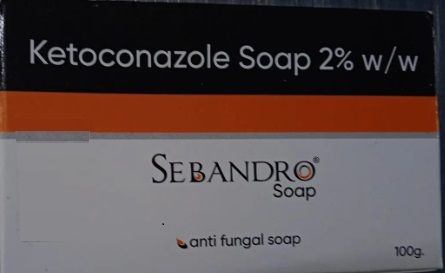 Ketoconazole Soap 2% w/w
SEBANDRO®
Soap
anti fungal soap
100g.